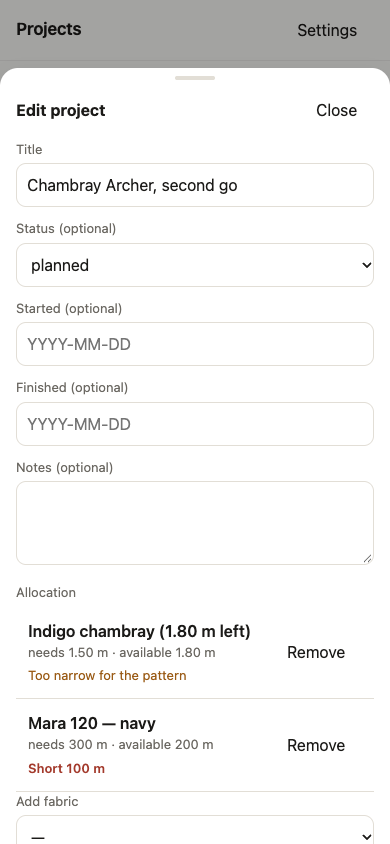 Projects
Settings
Edit project
Close
Title
Chambray Archer, second go
Status (optional)
planned
Started (optional)
YYYY-MM-DD
Finished (optional)
YYYY-MM-DD
Notes (optional)
Allocation
Indigo chambray (1.80 m left)
needs 1.50 m · available 1.80 m
Too narrow for the pattern
Remove
Mara 120 — navy
needs 300 m · available 200 m
Short 100 m
Remove
Add fabric
—